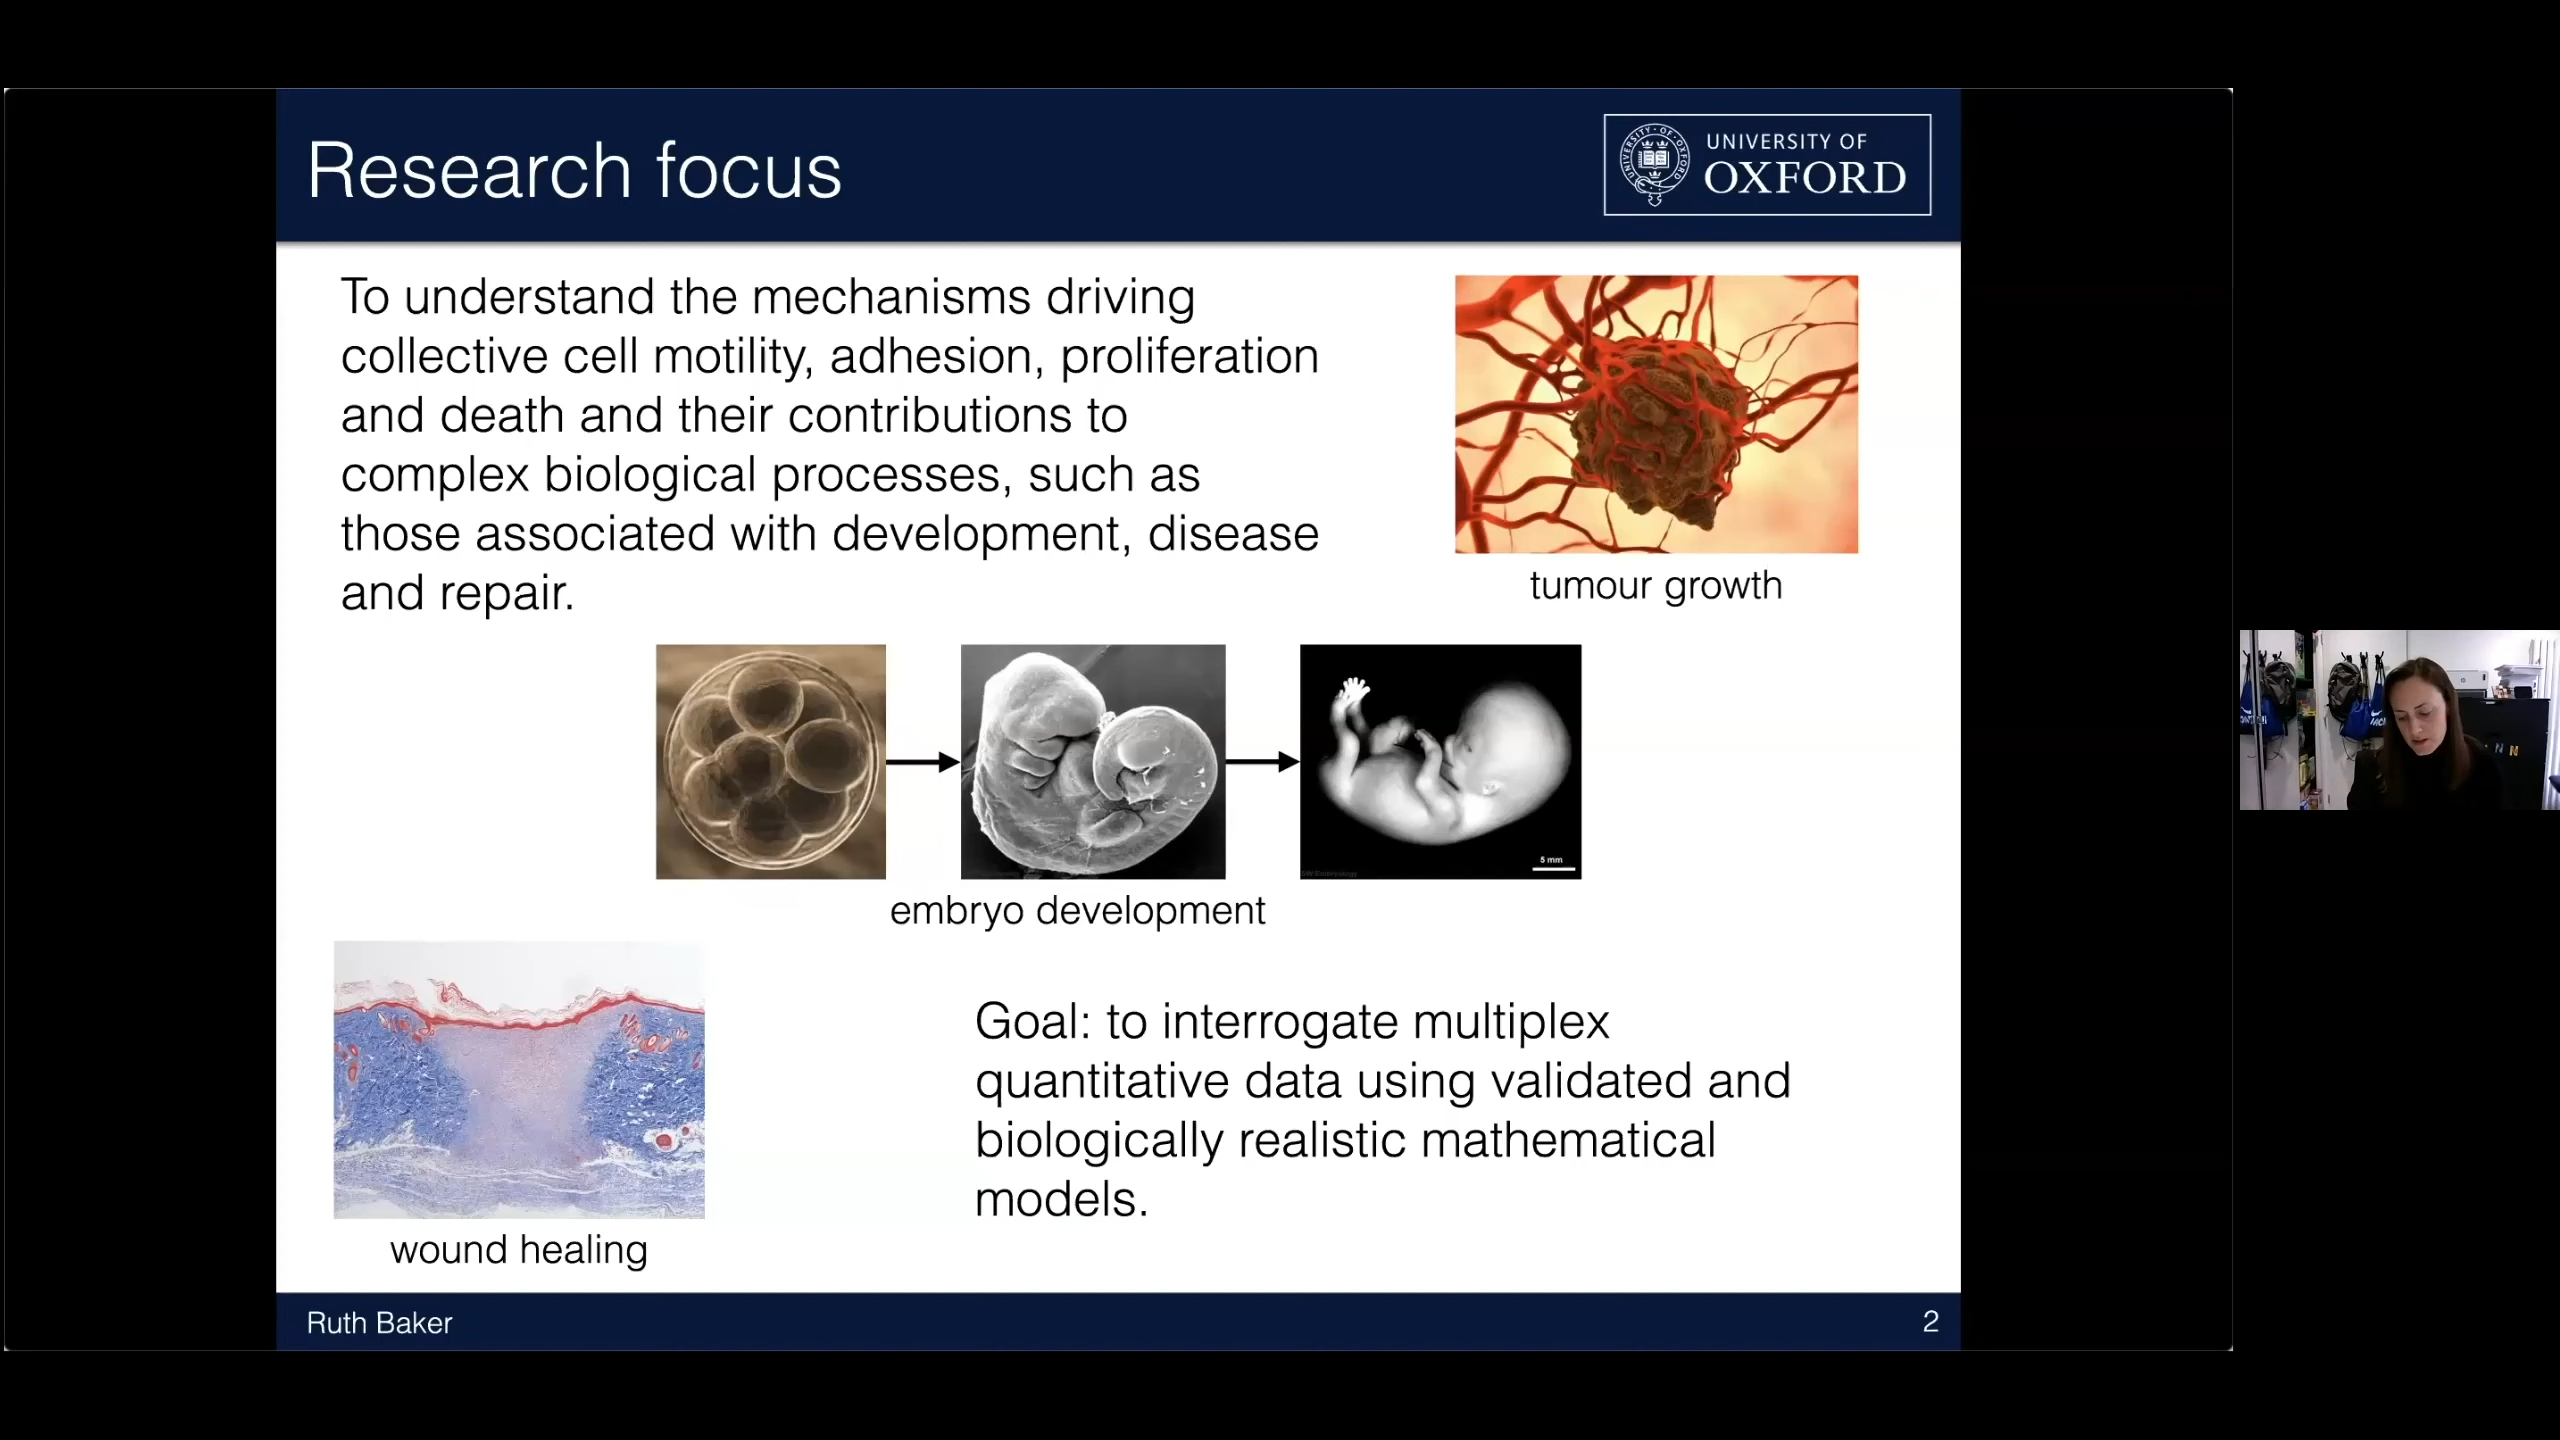 Research focus
UNIVERSITY OF
OXFORD
To understand the mechanisms driving
collective cell motility, adhesion, proliferation
and death and their contributions to
complex biological processes, such as
those associated with development, disease
and repair.
tumour growth
5 mm
embryo development
Goal: to interrogate multiplex
quantitative data using validated and
biologically realistic mathematical
models.
wound healing
Ruth Baker
2